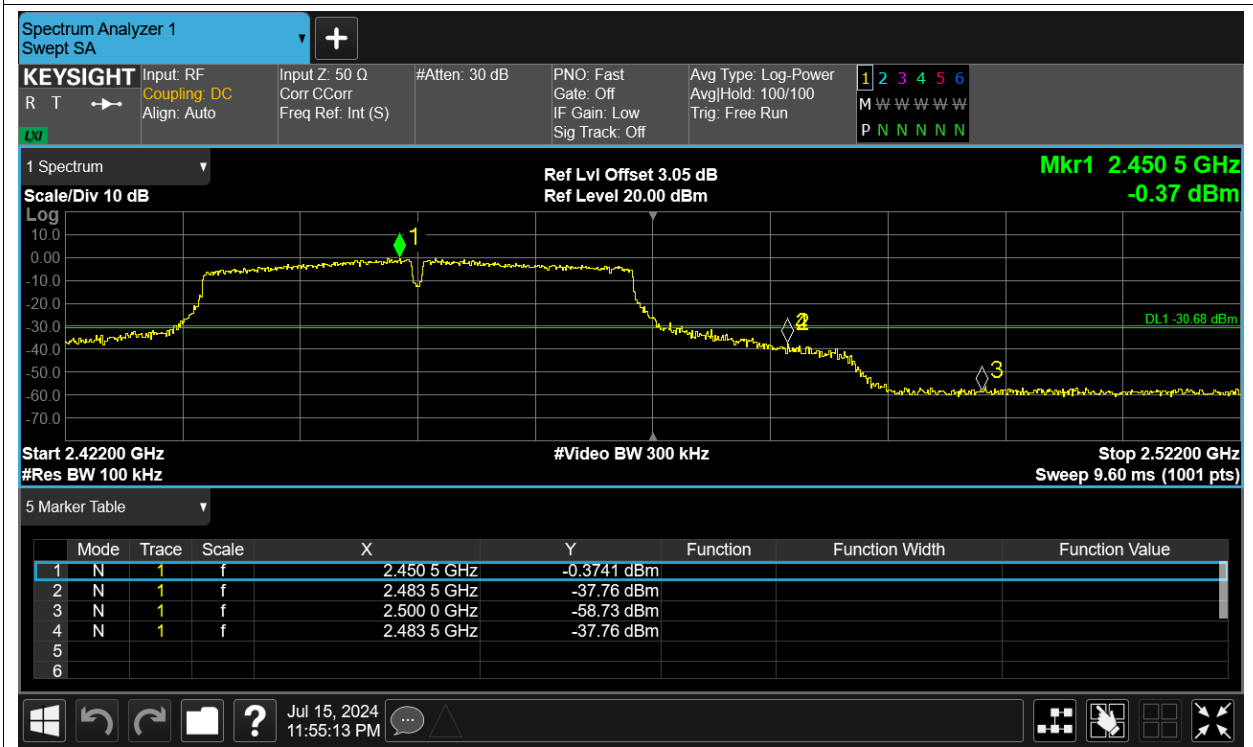 Spectrum Analyzer 1
Swept SA
+
KEYSIGHT Input: RF Input Z: 50 Ω #Atten: 30 dB PNO: Fast Avg Type: Log-Power 1 2 3 4 5 6
R T Coupling: DC Corr CCorr Gate: Off Avg|Hold: 100/100 M W W W W W
Align: Auto Freq Ref: Int (S) IF Gain: Low Trig: Free Run
LXI Sig Track: Off P N N N N N
1 Spectrum Ref Lvl Offset 3.05 dB Mkr1 2.450 5 GHz
Scale/Div 10 dB Ref Level 20.00 dBm -0.37 dBm
Log
10.0
1
0.00
-10.0
-20.0
-30.0
DL1 -30.68 dBm
-40.0
-50.0
3
-60.0
-70.0
Start 2.42200 GHz #Video BW 300 kHz Stop 2.52200 GHz
#Res BW 100 kHz Sweep 9.60 ms (1001 pts)
5 Marker Table
Mode Trace Scale X Y Function Function Width Function Value
1 N 1 f 2.450 5 GHz -0.3741 dBm
2 N 1 f 2.483 5 GHz -37.76 dBm
3 N 1 f 2.500 0 GHz -58.73 dBm
4 N 1 f 2.483 5 GHz -37.76 dBm
5
6
? Jul 15, 2024
11:55:13 PM